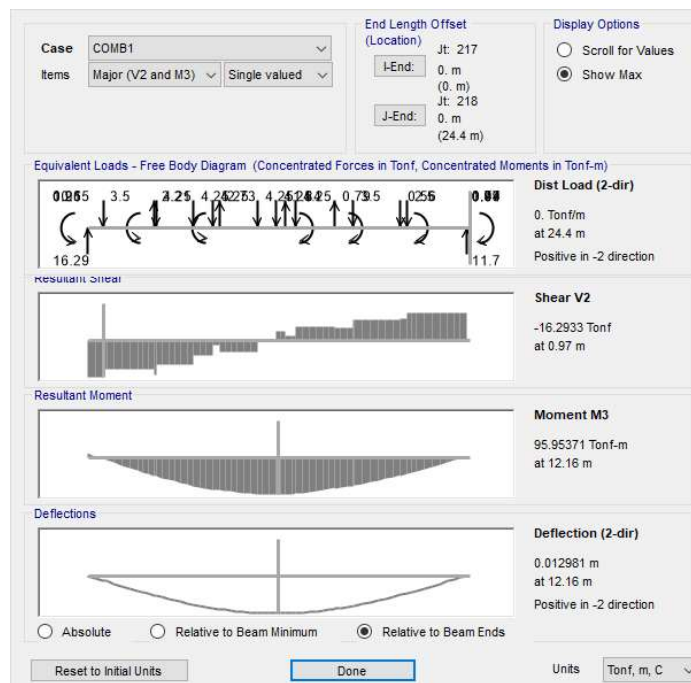 End Length Offset
(Location)
Display Options
Case COMB1
Items Major (V2 and M3) Single valued
Jt: 217
I-End: 0. m
(0. m)
Jt: 218
J-End: 0. m
(24.4 m)
Scroll for Values
Show Max
Equivalent Loads - Free Body Diagram (Concentrated Forces in Tonf, Concentrated Moments in Tonf-m)
3.5
16.29
11.7
Dist Load (2-dir)
0. Tonf/m
at 24.4 m
Positive in -2 direction
Resultant Shear
Shear V2
-16.2933 Tonf
at 0.97 m
Resultant Moment
Moment M3
95.95371 Tonf-m
at 12.16 m
Deflections
Deflection (2-dir)
0.012981 m
at 12.16 m
Positive in -2 direction
Absolute Relative to Beam Minimum Relative to Beam Ends
Reset to Initial Units Done Units Tonf, m, C